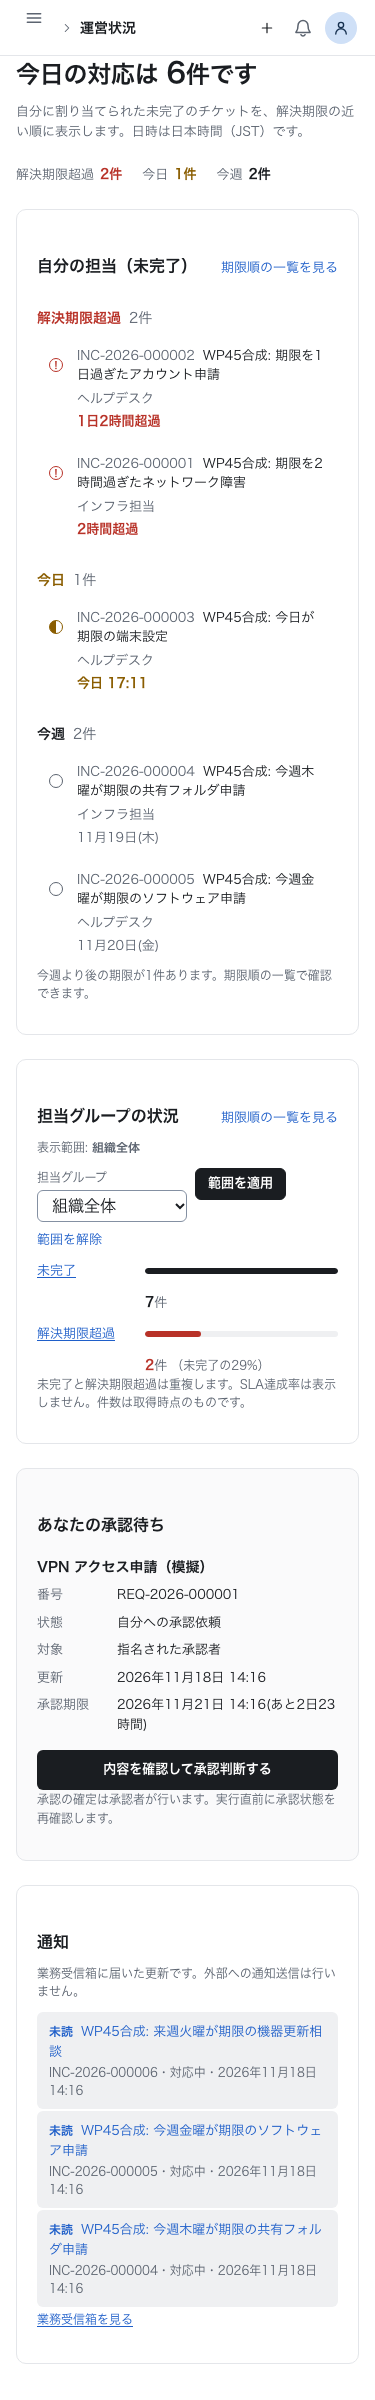 運営状況
今日の対応は 6件です
自分に割り当てられた未完了のチケットを、解決期限の近
い順に表示します。日時は日本時間（JST）です。
解決期限超過 2件 今日 1件 今週 2件
自分の担当（未完了）
期限順の一覧を見る
解決期限超過 2件
INC-2026-000002 WP45合成: 期限を1
日過ぎたアカウント申請
ヘルプデスク
1日2時間超過
INC-2026-000001 WP45合成: 期限を2
時間過ぎたネットワーク障害
インフラ担当
2時間超過
今日 1件
INC-2026-000003 WP45合成: 今日が
期限の端末設定
ヘルプデスク
今日 17:11
今週 2件
INC-2026-000004 WP45合成: 今週木
曜が期限の共有フォルダ申請
インフラ担当
11月19日(木)
INC-2026-000005 WP45合成: 今週金
曜が期限のソフトウェア申請
ヘルプデスク
11月20日(金)
今週より後の期限が1件あります。期限順の一覧で確認
できます。
担当グループの状況
期限順の一覧を見る
表示範囲: 組織全体
担当グループ
組織全体
範囲を適用
範囲を解除
未完了
7件
解決期限超過
2件 （未完了の29%）
未完了と解決期限超過は重複します。SLA達成率は表示
しません。件数は取得時点のものです。
あなたの承認待ち
VPN アクセス申請（模擬）
番号 REQ-2026-000001
状態 自分への承認依頼
対象 指名された承認者
更新 2026年11月18日 14:16
承認期限 2026年11月21日 14:16(あと2日23
時間)
内容を確認して承認判断する
承認の確定は承認者が行います。実行直前に承認状態を
再確認します。
通知
業務受信箱に届いた更新です。外部への通知送信は行い
ません。
未読 WP45合成: 来週火曜が期限の機器更新相
談
INC-2026-000006・対応中・2026年11月18日
14:16
未読 WP45合成: 今週金曜が期限のソフトウェ
ア申請
INC-2026-000005・対応中・2026年11月18日
14:16
未読 WP45合成: 今週木曜が期限の共有フォル
ダ申請
INC-2026-000004・対応中・2026年11月18日
14:16
業務受信箱を見る